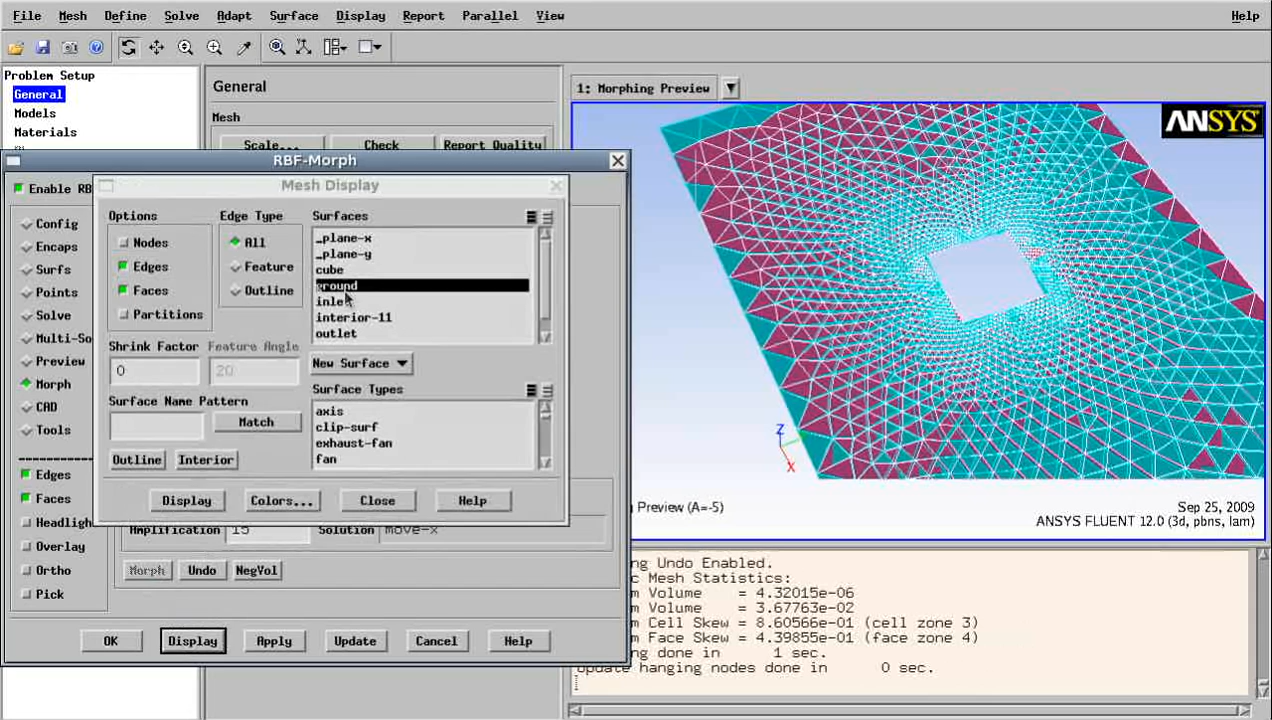 File Mesh Define Solve Adapt Surface Display Report Parallel View Help
Problem Setup
General
Models
Materials
General
Mesh
Scale... Check Report Quality
1: Morphing Preview
ANSYS
RBF-Morph
Enable RB
Config
Encaps
Surfs
Points
Solve
Multi-So
Preview
Morph
CAD
Tools
Edges
Faces
Headligh
Overlay
Ortho
Pick
Mesh Display
Options
Nodes
Edges
Faces
Partitions
Edge Type
All
Feature
Outline
Shrink Factor Feature Angle
0 20
Surface Name Pattern
Match
Outline Interior
Surfaces
_plane-x
_plane-y
cube
ground
inle
interior-11
outlet
New Surface
Surface Types
axis
clip-surf
exhaust-fan
fan
Display Colors... Close Help
Amplification 15 Solution move-x
Morph Undo NegVol
OK Display Apply Update Cancel Help
Z
X
Preview (A=-5) Sep 25, 2009
ANSYS FLUENT 12.0 (3d, pbns, lam)
ng Undo Enabled.
c Mesh Statistics:
m Volume = 4.32015e-06
m Volume = 3.67763e-02
m Cell Skew = 8.60566e-01 (cell zone 3)
m Face Skew = 4.39855e-01 (face zone 4)
ng done in 1 sec.
Update hanging nodes done in 0 sec.